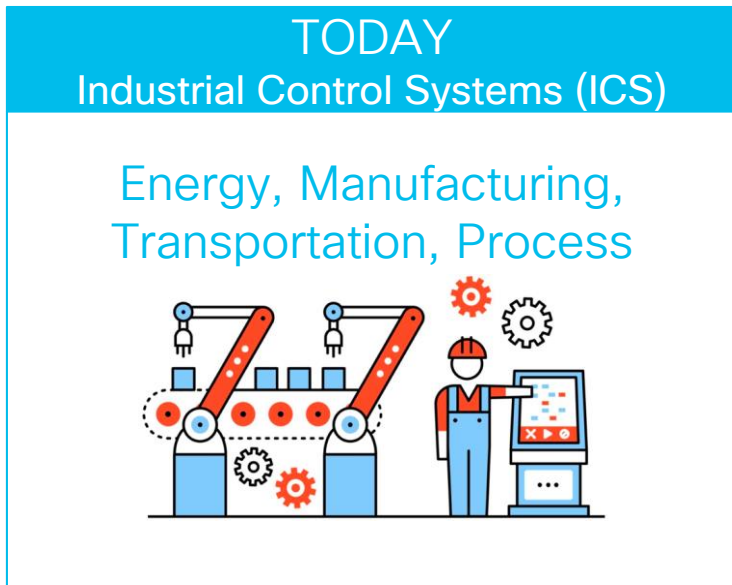 TODAY
Industrial Control Systems (ICS)
Energy, Manufacturing,
Transportation, Process